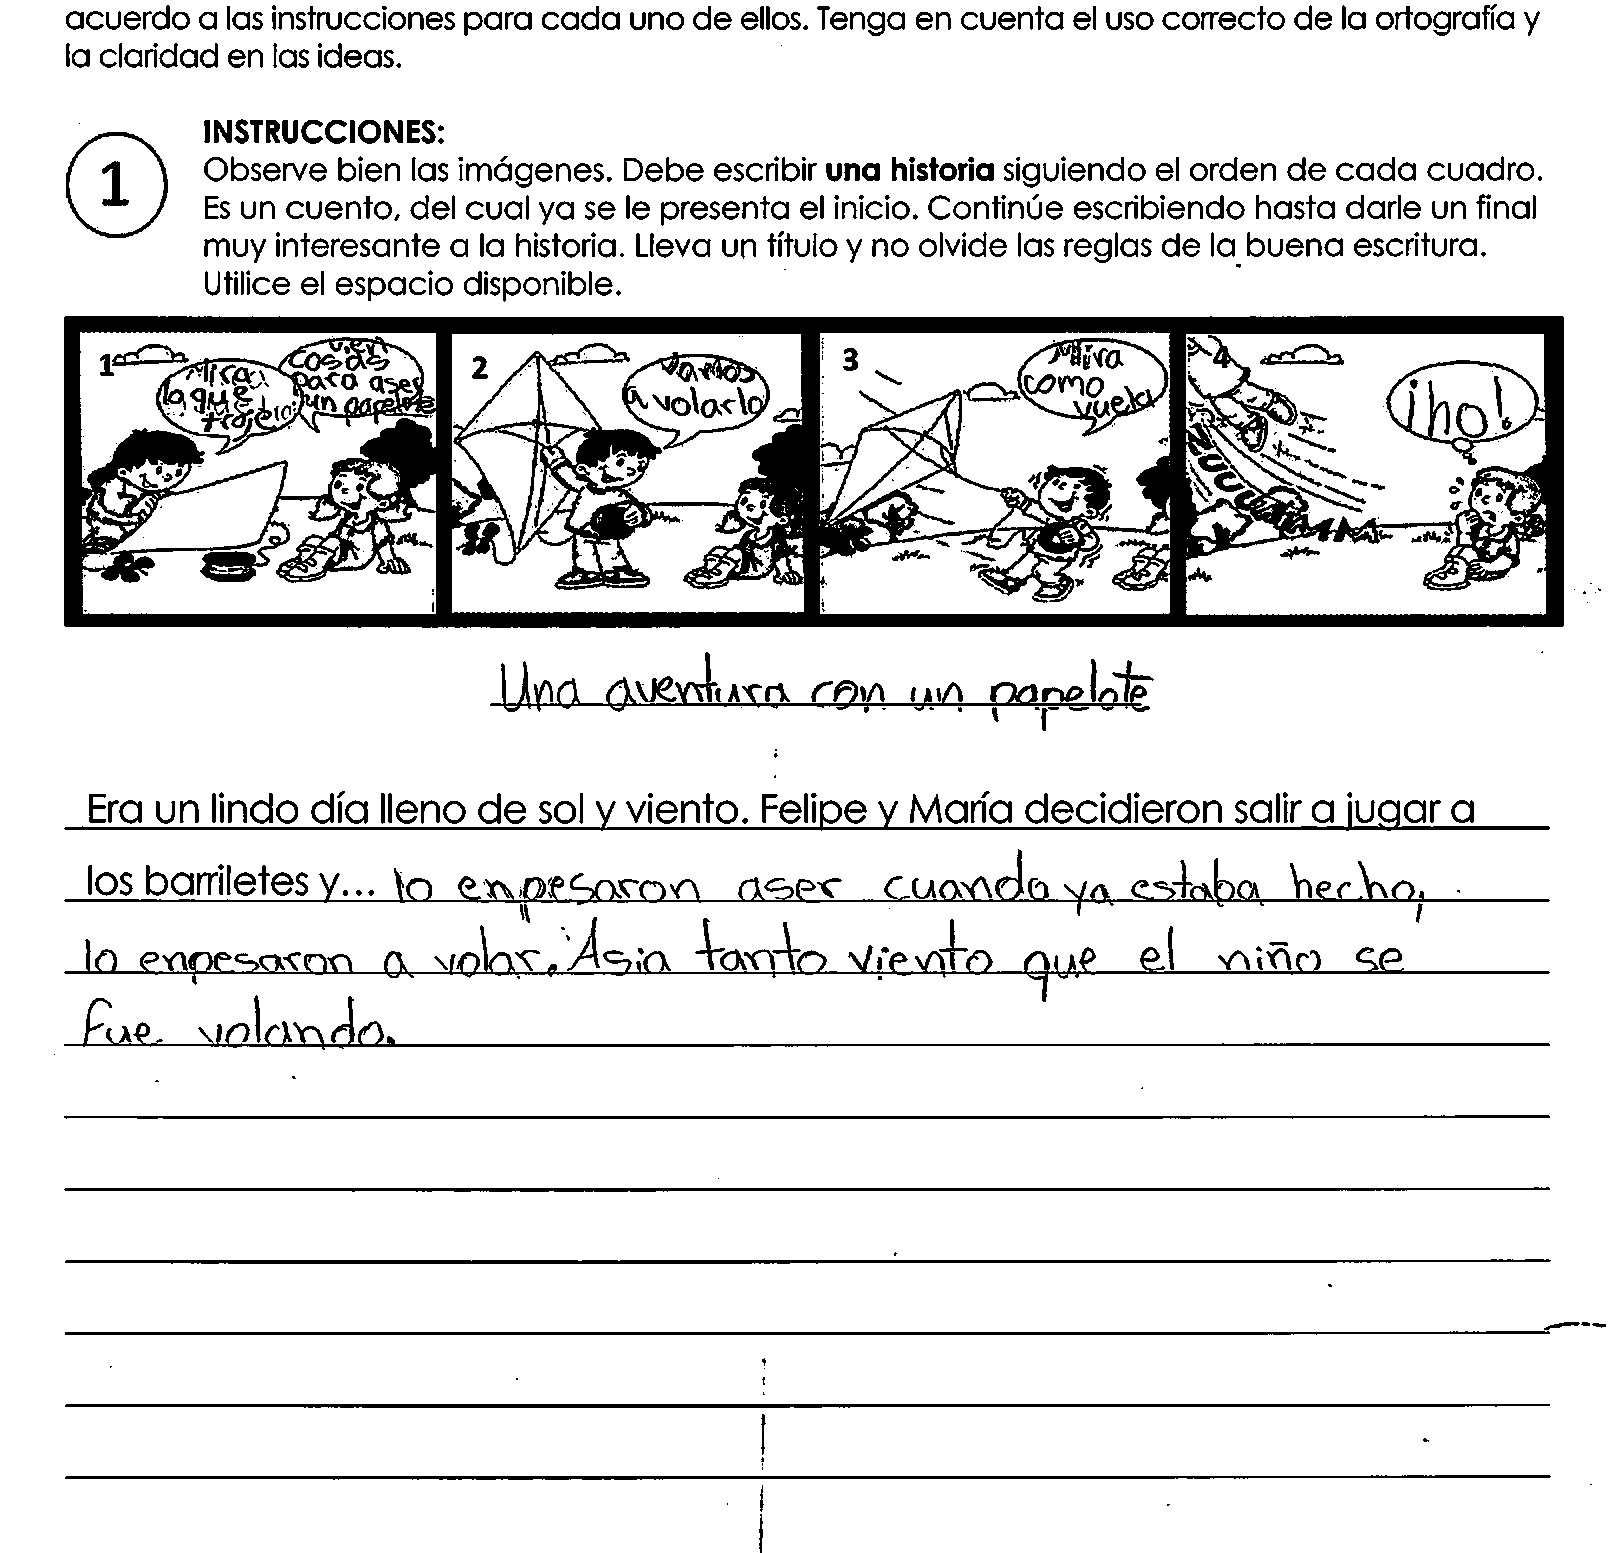 acuerdo a las instrucciones para cada uno de ellos. Tenga en cuenta el uso correcto de la ortografía y
la claridad en las ideas.
1
INSTRUCCIONES:
Observe bien las imágenes. Debe escribir una historia siguiendo el orden de cada cuadro.
Es un cuento, del cual ya se le presenta el inicio. Continúe escribiendo hasta darle un final
muy interesante a la historia. Lleva un título y no olvide las reglas de la buena escritura.
Utilice el espacio disponible.
1
Mira
lo que
traje
cosas
para aser
un papelote
2
Vamos
a volarlo
3
Mira
como
vuela
4
ZUUUUMMM
¡ho!
Una aventura con un papelote
Era un lindo día lleno de sol y viento. Felipe y María decidieron salir a jugar a
los barriletes y... lo enpesaron aser cuando ya estaba hecho,
lo enpesaron a volar. Asia tanto viento que el niño se
fue volando.